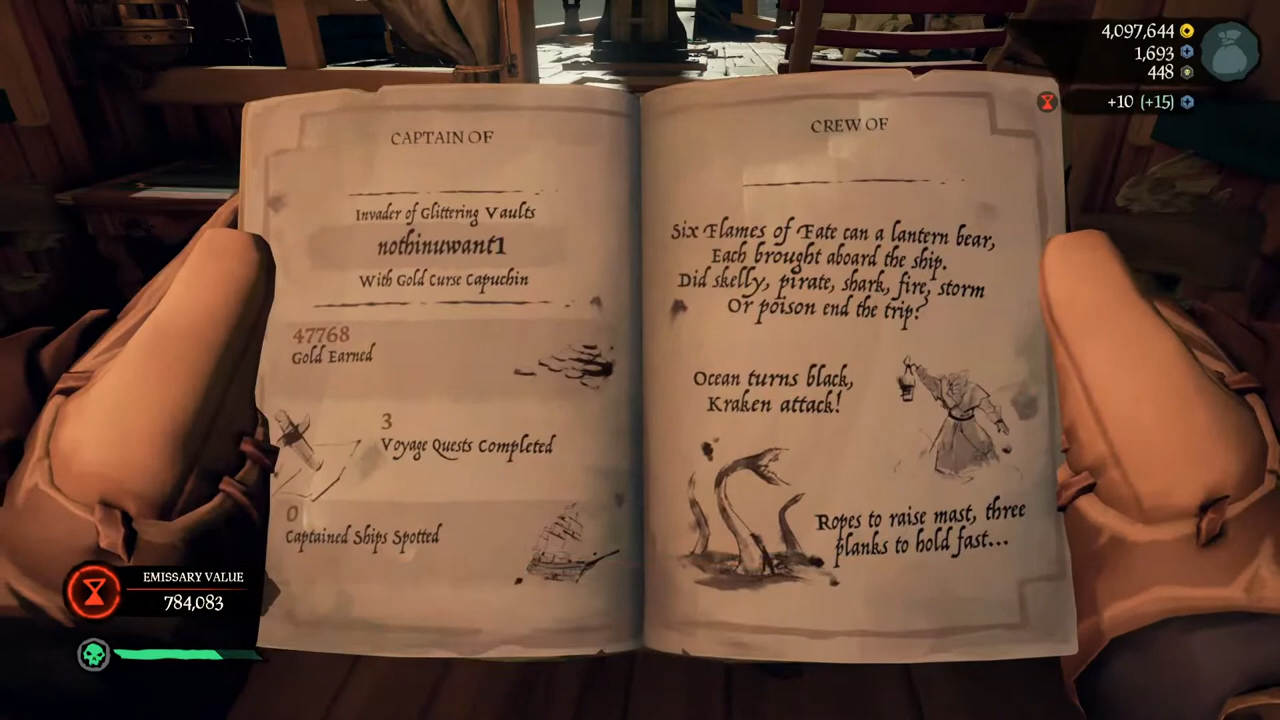 4,097,644
1,693
448
+10 (+15)
CAPTAIN OF
Invader of Glittering Vaults
nothinuwant1
With Gold Curse Capuchin
47768
Gold Earned
3
Voyage Quests Completed
0
Captained Ships Spotted
CREW OF
Six Flames of Fate can a lantern bear,
Each brought aboard the ship.
Did skelly, pirate, shark, fire, storm
Or poison end the trip?
Ocean turns black,
Kraken attack!
Ropes to raise mast, three
planks to hold fast...
EMISSARY VALUE
784,083